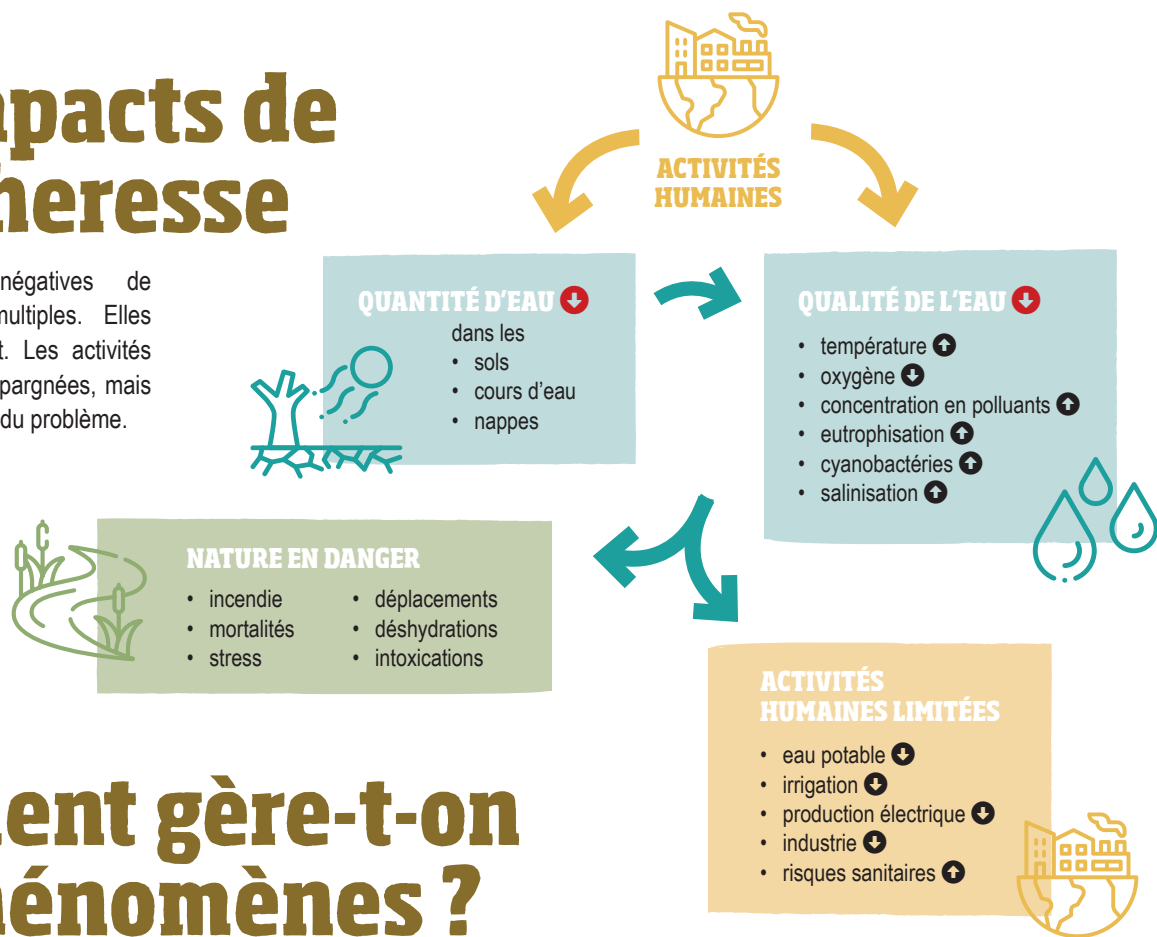 npacts de
heresse
négatives de
multiples. Elles
t. Les activités
pargnées, mais
du problème.
ACTIVITÉS
HUMAINES
QUANTITÉ D'EAU
dans les
• sols
• cours d'eau
• nappes
QUALITÉ DE L'EAU
• température
• oxygène
• concentration en polluants
• eutrophisation
• cyanobactéries
• salinisation
NATURE EN DANGER
• incendie
• mortalités
• stress
• déplacements
• déshydrations
• intoxications
ACTIVITÉS
HUMAINES LIMITÉES
• eau potable
• irrigation
• production électrique
• industrie
• risques sanitaires
ent gère-t-on
hénomènes ?